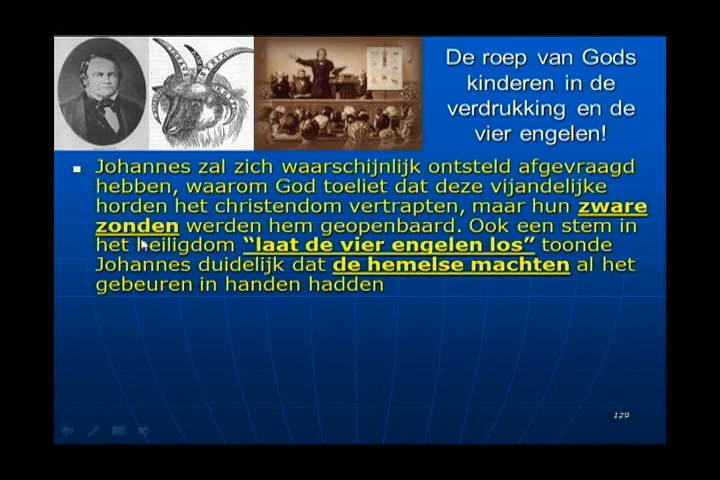 De roep van Gods
kinderen in de
verdrukking en de
vier engelen!
Johannes zal zich waarschijnlijk ontsteld afgevraagd
hebben, waarom God toeliet dat deze vijandelijke
horden het christendom vertrapten, maar hun zware
zonden werden hem geopenbaard. Ook een stem in
het heiligdom “laat de vier engelen los” toonde
Johannes duidelijk dat de hemelse machten al het
gebeuren in handen hadden
129